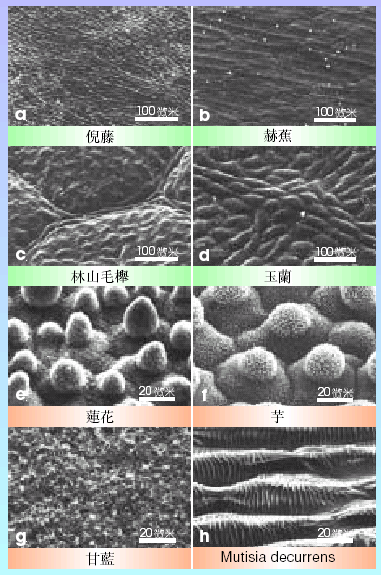 a
100微米
b
100微米
倪藤
赫蕉
c
100微米
d
100微米
林山毛櫸
玉蘭
e
20微米
f
20微米
蓮花
芋
g
20微米
h
20微米
甘藍
Mutisia decurrens